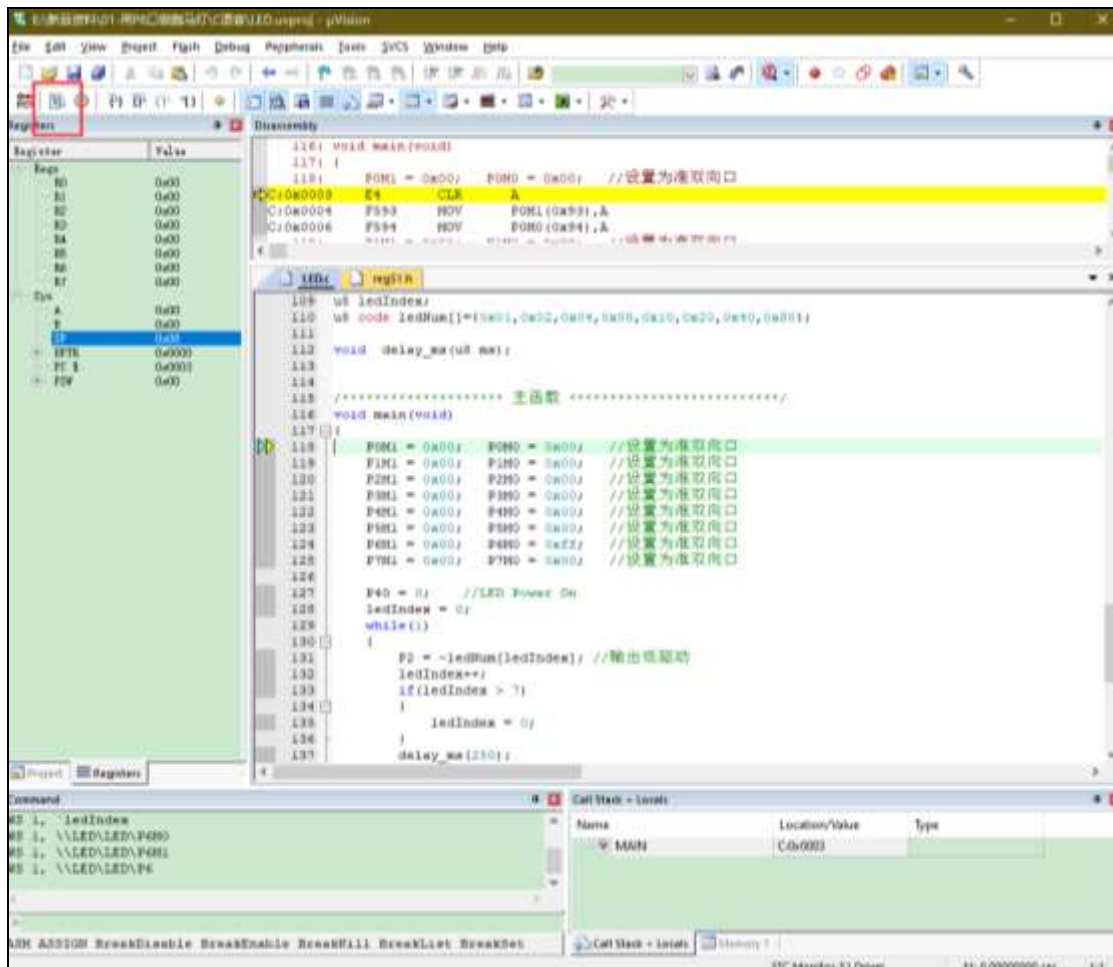 LED.uvproj - µVision
File Edit View Project Flash Debug Peripherals Tools SVCS Window Help
Registers
Register Value
Regs
R0 0x00
R1 0x00
R2 0x00
R3 0x00
R4 0x00
R5 0x00
R6 0x00
R7 0x00
Sys
A 0x00
B 0x00
SP
DPTR 0x0000
PC $ 0x0003
PSW 0x00
Project Registers
Disassembly
116: void main(void)
117: {
118: P0M1 = 0x00; P0M0 = 0x00; //设置为准双向口
C:0x0003 E4 CLR A
C:0x0004 F593 MOV P0M1(0x93),A
C:0x0006 F594 MOV P0M0(0x94),A
LED.c reg51.h
109 u8 ledIndex;
110 u8 code ledNum[]={0x01,0x02,0x04,0x08,0x10,0x20,0x40,0x80};
111
112 void delay_ms(u8 ms);
113
114
115 /******************** 主函数 **************************/
116 void main(void)
117 {
118 P0M1 = 0x00; P0M0 = 0x00; //设置为准双向口
119 P1M1 = 0x00; P1M0 = 0x00; //设置为准双向口
120 P2M1 = 0x00; P2M0 = 0x00; //设置为准双向口
121 P3M1 = 0x00; P3M0 = 0x00; //设置为准双向口
122 P4M1 = 0x00; P4M0 = 0x00; //设置为准双向口
123 P5M1 = 0x00; P5M0 = 0x00; //设置为准双向口
124 P6M1 = 0x00; P6M0 = 0xff; //设置为准双向口
125 P7M1 = 0x00; P7M0 = 0x00; //设置为准双向口
126
127 P40 = 0; //LED Power On
128 ledIndex = 0;
129 while(1)
130 {
131 P2 = ~ledNum[ledIndex]; //输出低驱动
132 ledIndex++;
133 if(ledIndex > 7)
134 {
135 ledIndex = 0;
136 }
137 delay_ms(250);
Command
WS 1, `ledIndex
WS 1, \\LED\LED\P6M0
WS 1, \\LED\LED\P6M1
WS 1, \\LED\LED\P6
ASM ASSIGN BreakDisable BreakEnable BreakKill BreakList BreakSet
Call Stack + Locals
Name Location/Value Type
MAIN C:0x0003
Call Stack + Locals Memory 1
STC Monitor-51 Driver t1: 0.00000000 sec